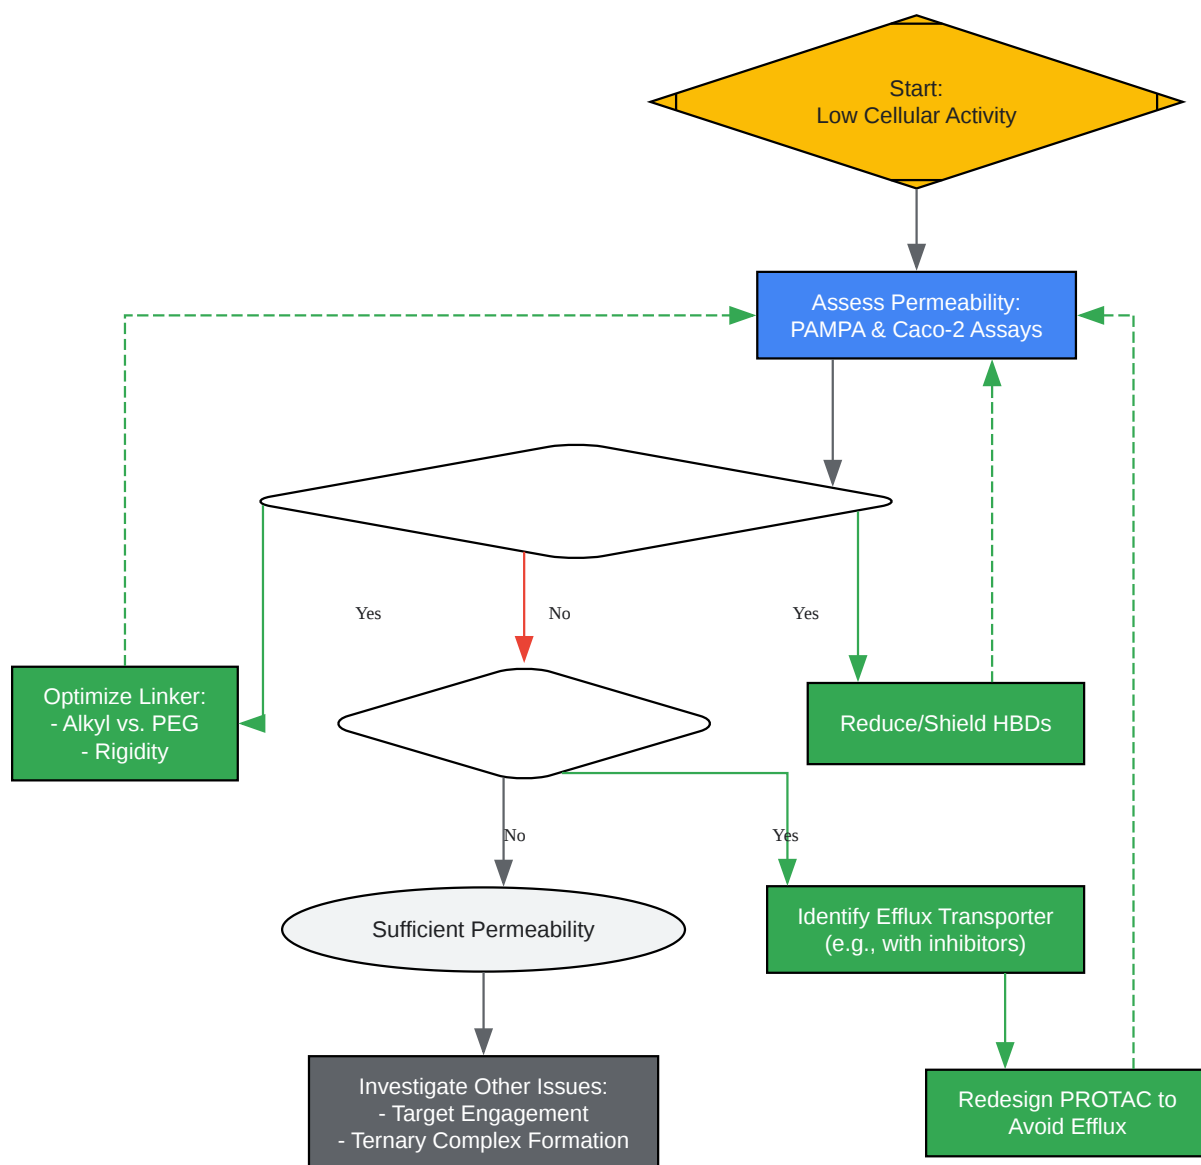 Start:
Low Cellular Activity
Assess Permeability:
PAMPA & Caco-2 Assays
Yes
No
Yes
Optimize Linker:
- Alkyl vs. PEG
- Rigidity
Reduce/Shield HBDs
No
Yes
Sufficient Permeability
Identify Efflux Transporter
(e.g., with inhibitors)
Investigate Other Issues:
- Target Engagement
- Ternary Complex Formation
Redesign PROTAC to
Avoid Efflux